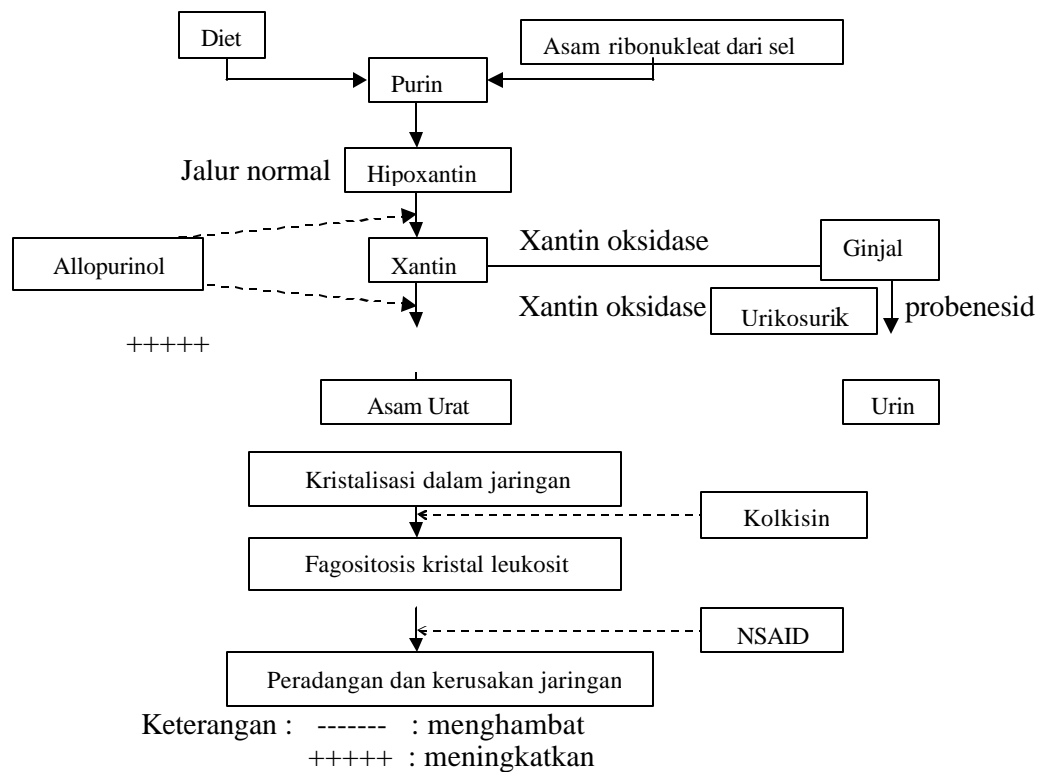 Diet
Asam ribonukleat dari sel
Purin
Jalur normal
Hipoxantin
Allopurinol
Xantin
Xantin oksidase
Ginjal
Xantin oksidase
Urikosurik
probenesid
+++++
Asam Urat
Urin
Kristalisasi dalam jaringan
Kolkisin
Fagositosis kristal leukosit
NSAID
Peradangan dan kerusakan jaringan
Keterangan : ------- : menghambat
+++++ : meningkatkan